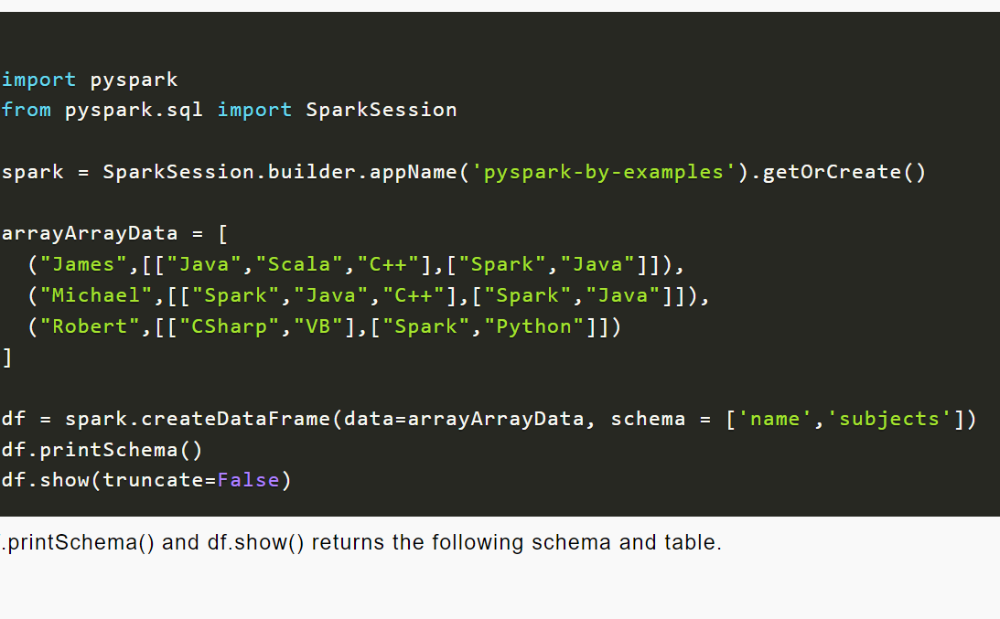 import pyspark
from pyspark.sql import SparkSession
spark = SparkSession.builder.appName('pyspark-by-examples').getOrCreate()
arrayArrayData = [
("James",[["Java","Scala","C++"],["Spark","Java"]]),
("Michael",[["Spark","Java","C++"],["Spark","Java"]]),
("Robert",[["CSharp","VB"],["Spark","Python"]])
]
df = spark.createDataFrame(data=arrayArrayData, schema = ['name','subjects'])
df.printSchema()
df.show(truncate=False)
.printSchema() and df.show() returns the following schema and table.